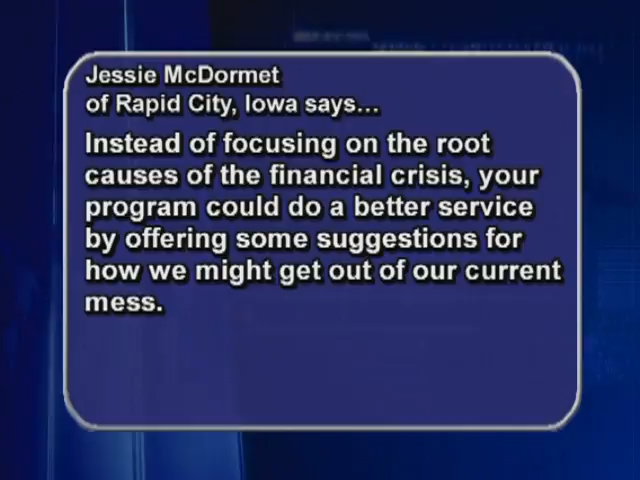 Jessie McDormet
of Rapid City, Iowa says...
Instead of focusing on the root
causes of the financial crisis, your
program could do a better service
by offering some suggestions for
how we might get out of our current
mess.